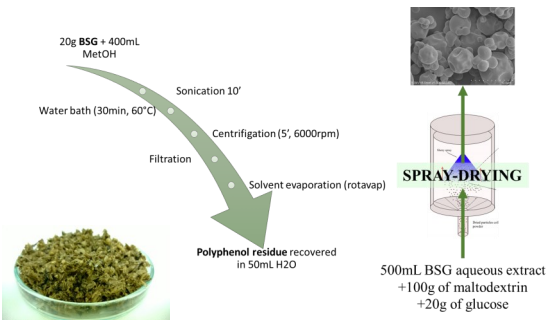 20g BSG + 400mL
MetOH
Sonication 10'
Water bath (30min, 60°C)
Centrifigation (5', 6000rpm)
Filtration
Solvent evaporation (rotavap)
Polyphenol residue recovered
in 50mL H2O
SPRAY-DRYING
500mL BSG aqueous extract
+100g of maltodextrin
+20g of glucose